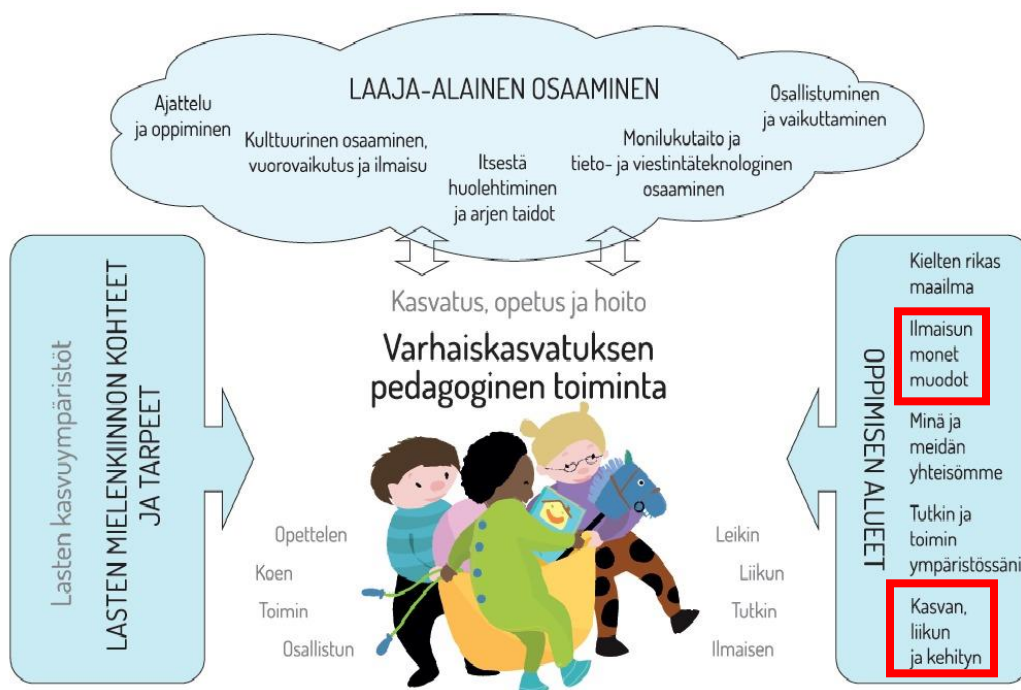 LAAJA-ALAINEN OSAAMINEN
Ajattelu
ja oppiminen
Kulttuurinen osaaminen,
vuorovaikutus ja ilmaisu
Itsestä
huolehtiminen
ja arjen taidot
Monilukutaito ja
tieto- ja viestintäteknologinen
osaaminen
Osallistuminen
ja vaikuttaminen
Lasten kasvuympäristöt
LASTEN MIELENKIINNON KOHTEET
JA TARPEET
Kasvatus, opetus ja hoito
Varhaiskasvatuksen
pedagoginen toiminta
Opettelen
Koen
Toimin
Osallistun
Leikin
Liikun
Tutkin
Ilmaisen
OPPIMISEN ALUEET
Kielten rikas
maailma
Ilmaisun
monet
muodot
Minä ja
meidän
yhteisömme
Tutkin ja
toimin
ympäristössäni
Kasvan,
liikun
ja kehityn